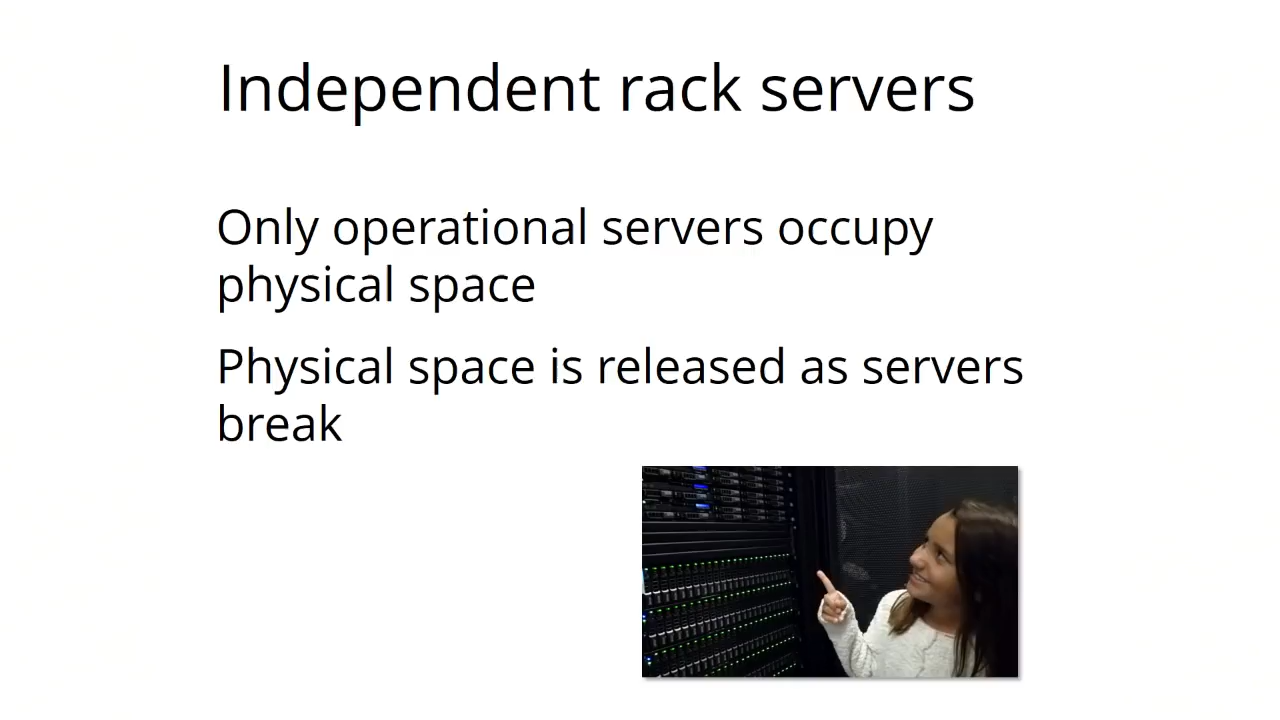 Independent rack servers
Only operational servers occupy
physical space
Physical space is released as servers
break